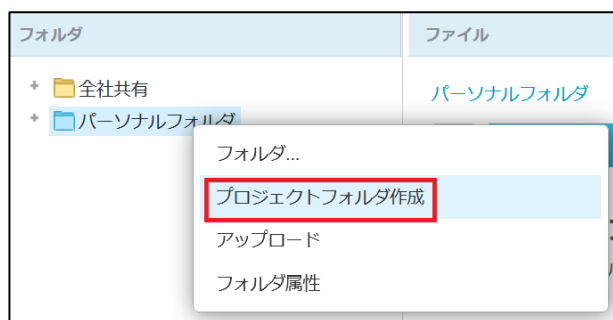 フォルダ
ファイル
全社共有
パーソナルフォルダ
パーソナルフォルダ
フォルダ...
プロジェクトフォルダ作成
アップロード
フォルダ属性